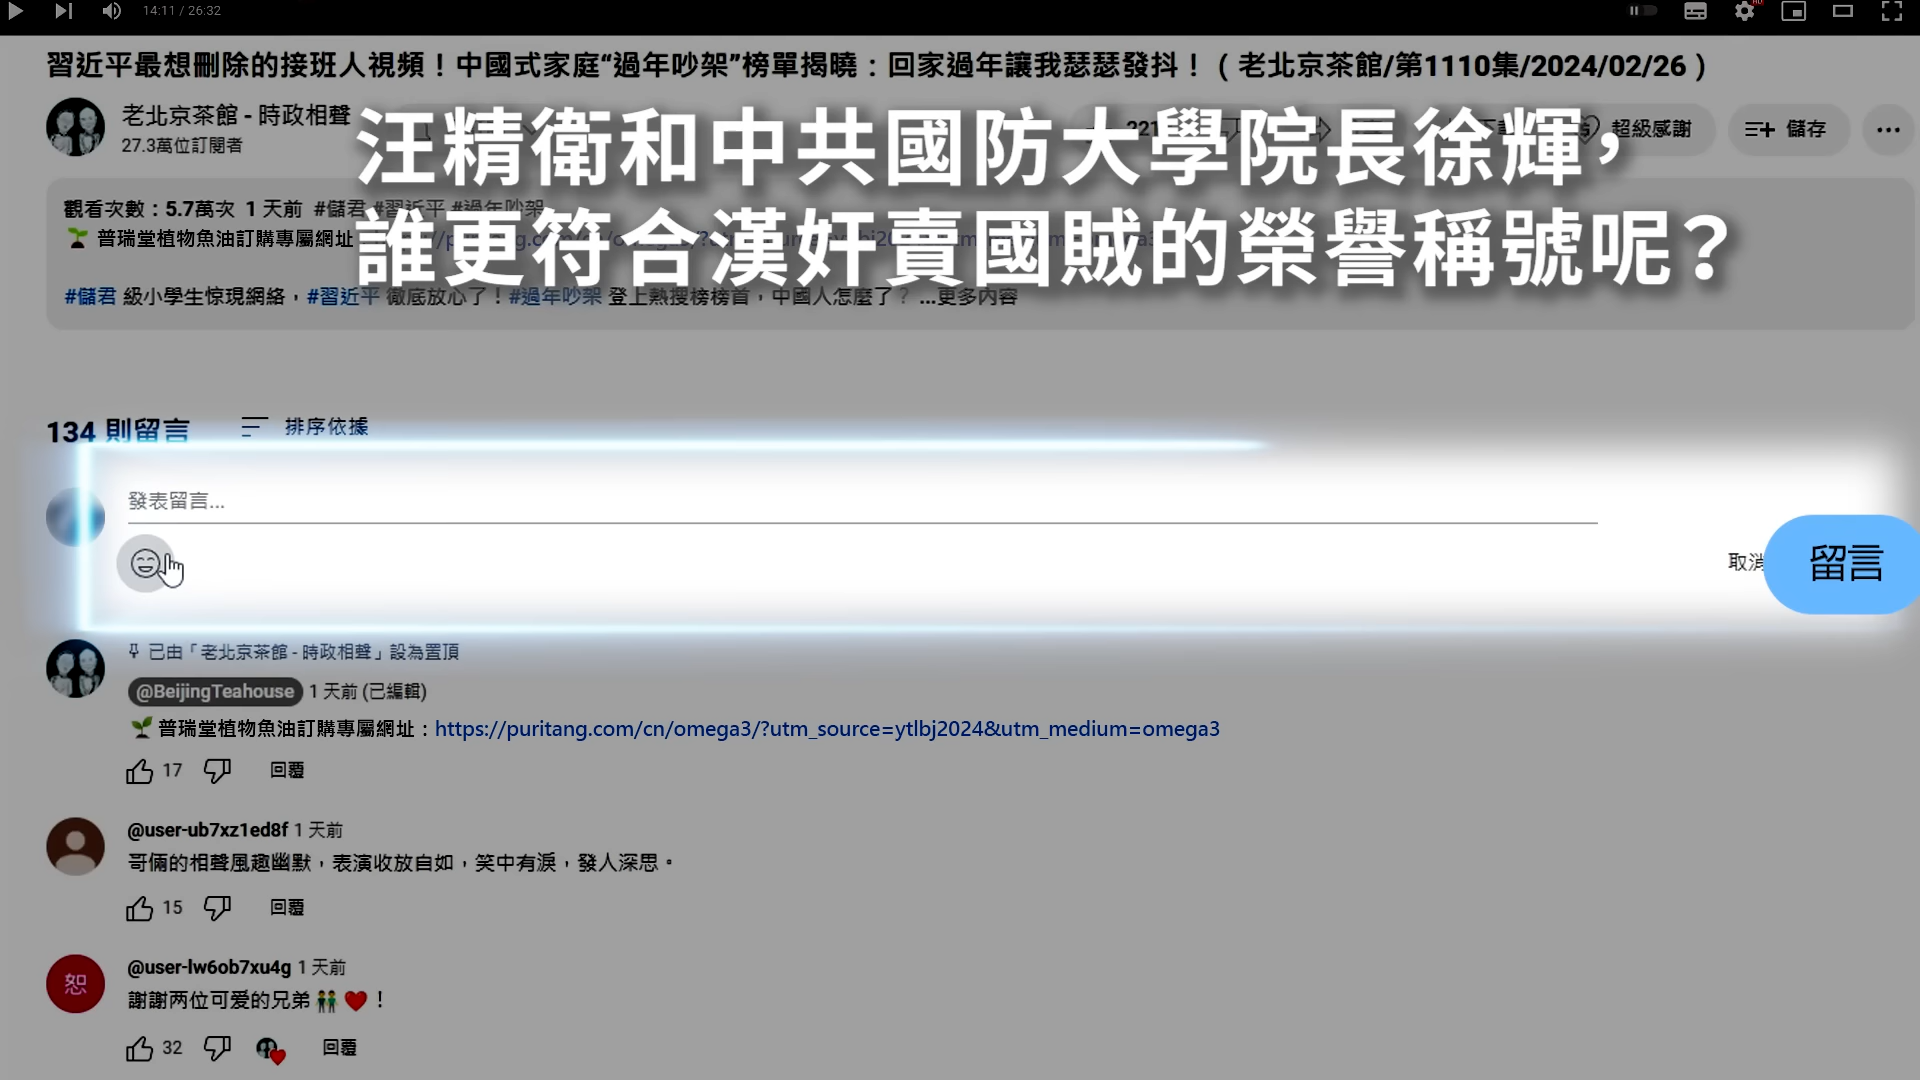 14:11 / 26:32
習近平最想刪除的接班人視頻！中國式家庭“過年吵架”榜單揭曉：回家過年讓我瑟瑟發抖！（老北京茶館/第1110集/2024/02/26）
老北京茶館 - 時政相聲
27.3萬位訂閱者
超級感謝
儲存
汪精衛和中共國防大學院長徐輝，
誰更符合漢奸賣國賊的榮譽稱號呢？
觀看次數：5.7萬次 1 天前 #儲君 #習近平 #過年吵架
普瑞堂植物魚油訂購專屬網址
#儲君 級小學生惊現網絡，#習近平 徹底放心了！#過年吵架 登上熱搜榜榜首，中國人怎麼了？ ...更多內容
134 則留言
排序依據
發表留言...
取消
留言
已由「老北京茶館 - 時政相聲」設為置頂
@BeijingTeahouse 1 天前 (已編輯)
普瑞堂植物魚油訂購專屬網址：https://puritang.com/cn/omega3/?utm_source=ytlbj2024&utm_medium=omega3
17 回覆
@user-ub7xz1ed8f 1 天前
哥倆的相聲風趣幽默，表演收放自如，笑中有淚，發人深思。
15 回覆
恕
@user-lw6ob7xu4g 1 天前
謝謝两位可爱的兄弟👬❤️！
32 回覆